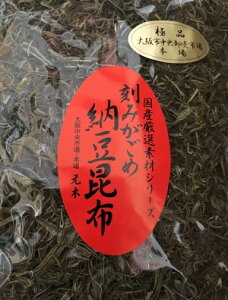 極品
大阪市中央卸売市場
本場
国産厳選素材シリーズ
刻みがごめ
納豆昆布
大阪中央市場・本場 元木